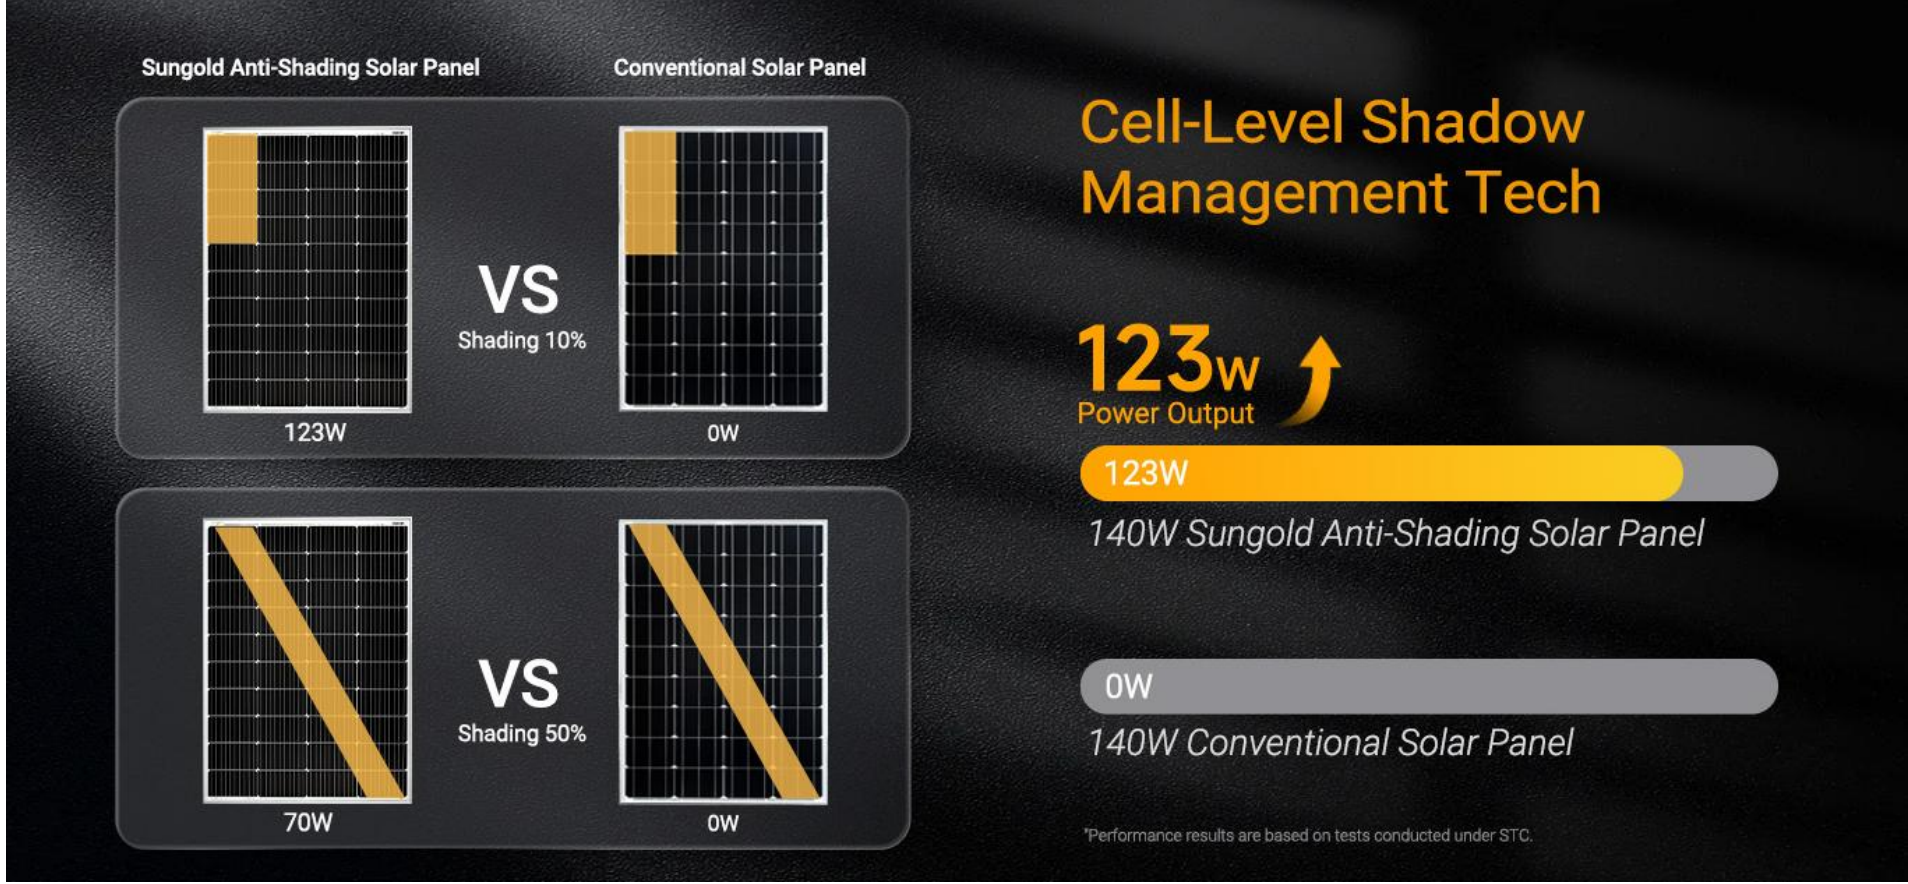 Sungold Anti-Shading Solar Panel
Conventional Solar Panel
VS
Shading 10%
123W
0W
VS
Shading 50%
70W
0W
Cell-Level Shadow
Management Tech
123W
Power Output
123W
140W Sungold Anti-Shading Solar Panel
0W
140W Conventional Solar Panel
*Performance results are based on tests conducted under STC.